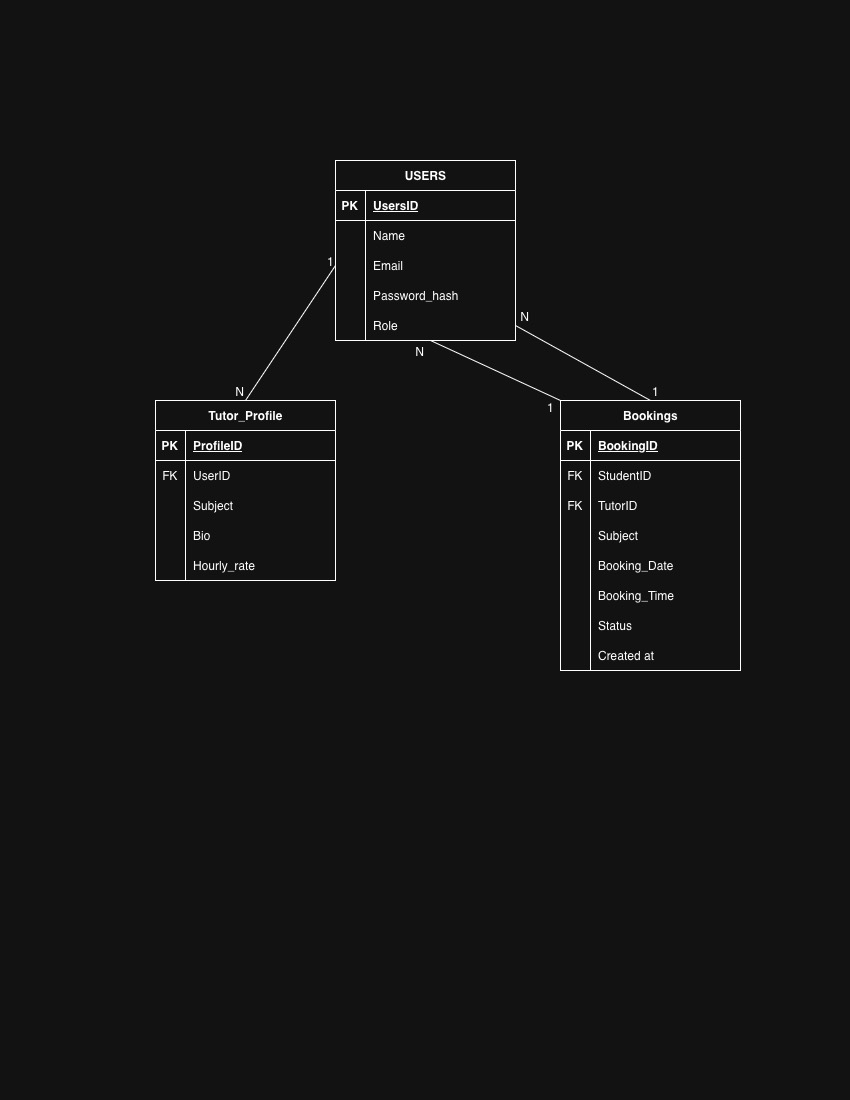 USERS
PK UsersID
Name
1 Email
Password_hash
N
Role
N
N 1
1
Tutor_Profile
Bookings
PK ProfileID
PK BookingID
FK UserID
FK StudentID
Subject
FK TutorID
Bio
Subject
Hourly_rate
Booking_Date
Booking_Time
Status
Created at